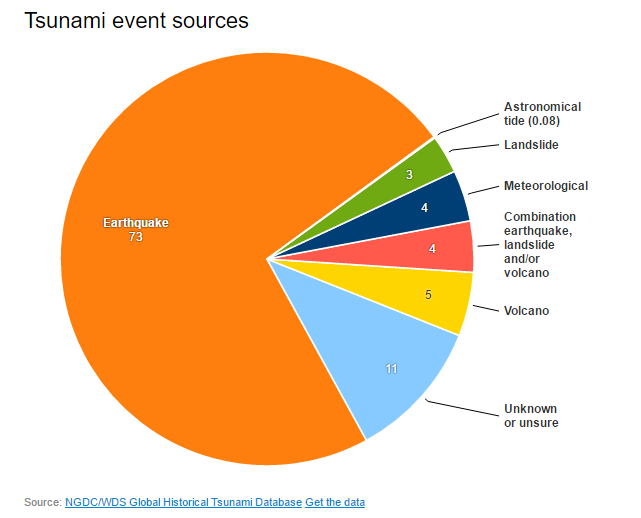 Tsunami event sources
Astronomical
tide (0.08)
Landslide
3
Meteorological
4
Combination
earthquake,
landslide
and/or
volcano
4
Earthquake
73
Volcano
5
Unknown
or unsure
11
Source: NGDC/WDS Global Historical Tsunami Database Get the data